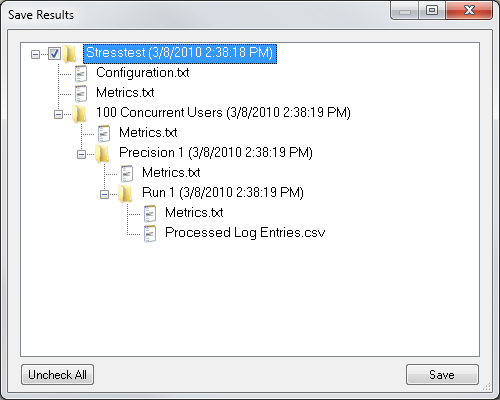 Save Results
Stresstest (3/8/2010 2:38:18 PM)
Configuration.txt
Metrics.txt
100 Concurrent Users (3/8/2010 2:38:19 PM)
Metrics.txt
Precision 1 (3/8/2010 2:38:19 PM)
Metrics.txt
Run 1 (3/8/2010 2:38:19 PM)
Metrics.txt
Processed Log Entries.csv
Uncheck All
Save